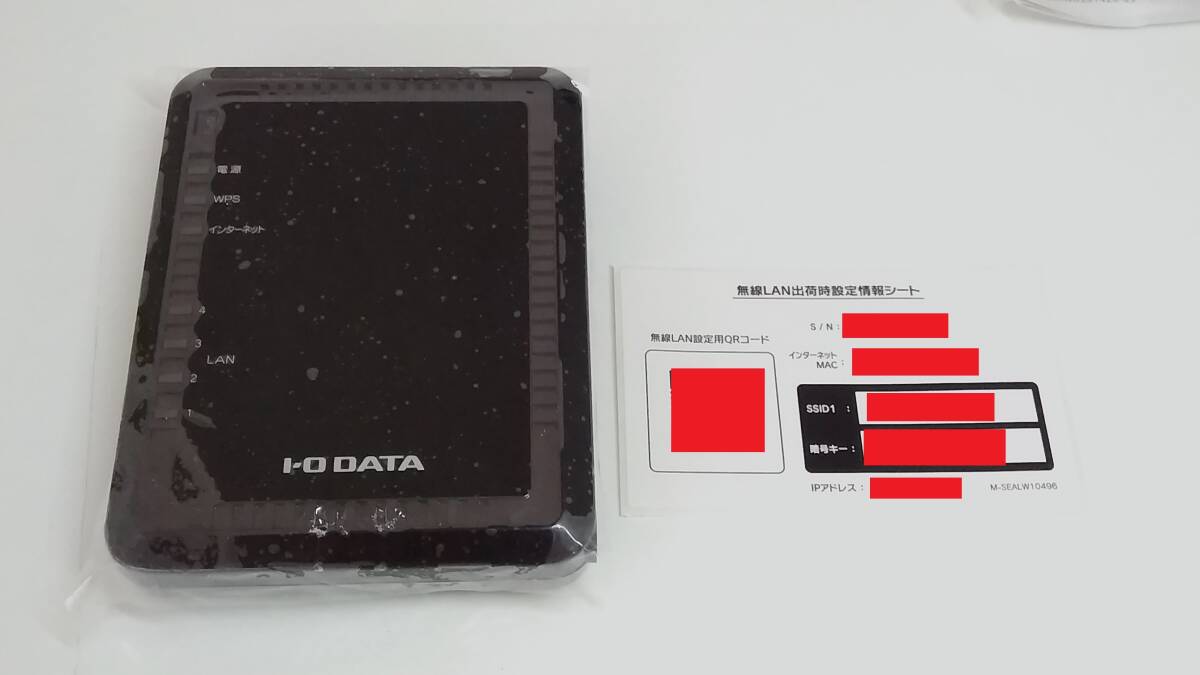 電源
WPS
インターネット
4
3
LAN
2
1
I-O DATA
無線LAN出荷時設定情報シート
無線LAN設定用QRコード
S/N:
インターネット
MAC :
SSID1 :
暗号キー:
IPアドレス:
M-SEALW10496